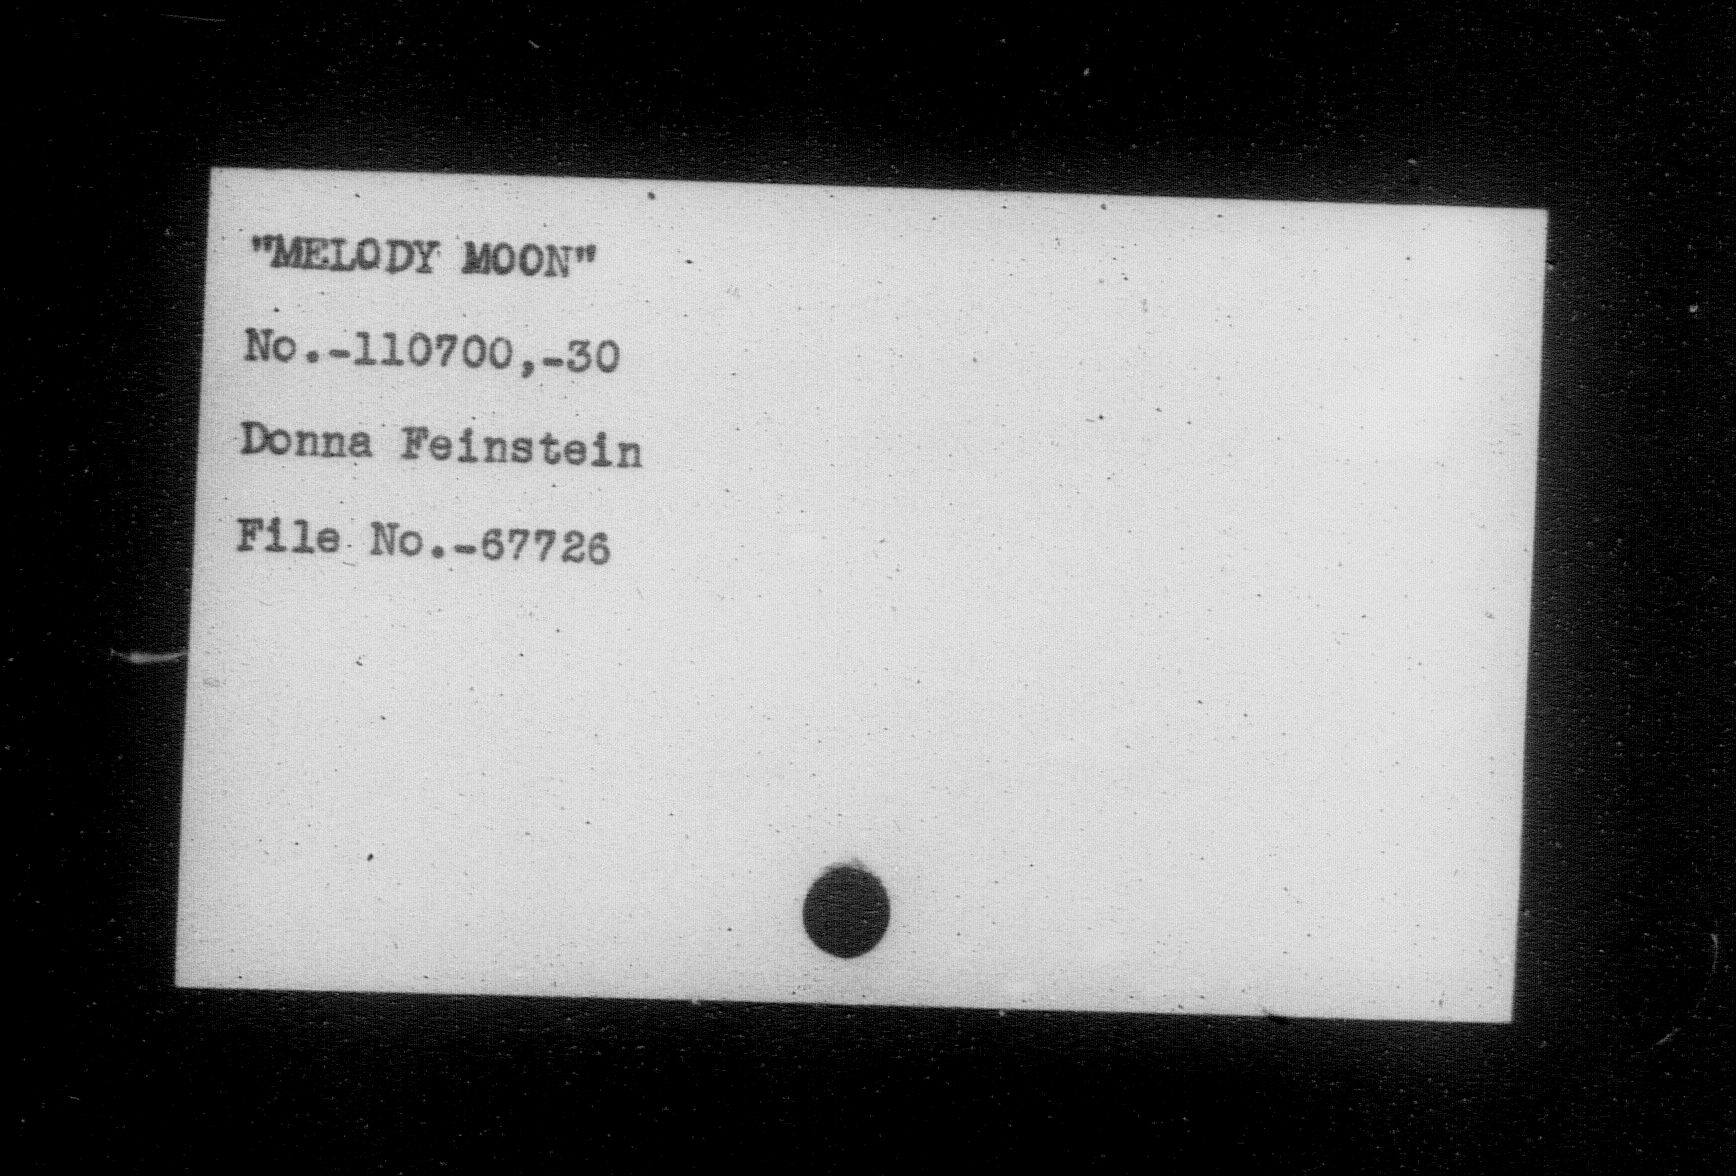 "MELODY MOON"
No.-110700,-30
Donna Feinstein
File No.-67726